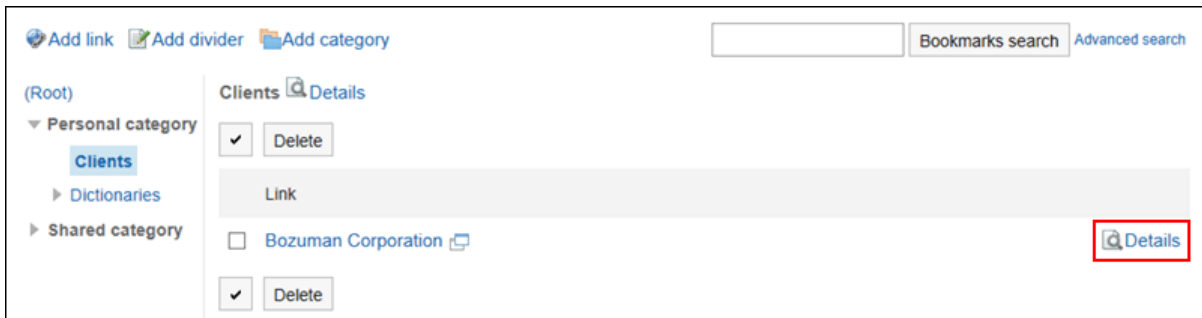 Add link Add divider Add category Bookmarks search Advanced search
(Root)
Personal category
Clients
Dictionaries
Shared category
Clients Details
Delete
Link
Bozuman Corporation Details
Delete